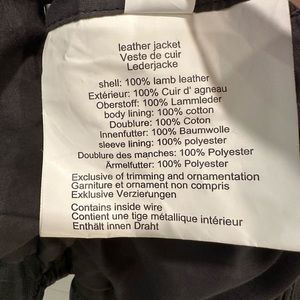 leather jacket
Veste de cuir
Lederjacke
shell: 100% lamb leather
Extérieur: 100% Cuir d' agneau
Oberstoff: 100% Lammleder
body lining: 100% cotton
Doublure: 100% Coton
Innenfutter: 100% Baumwolle
sleeve lining: 100% polyester
Doublure des manches: 100% Polyester
Ärmelfutter: 100% Polyester
Exclusive of trimming and ornamentation
Garniture et ornament non compris
Exklusive Verzierungen
Contains inside wire
Contient une tige métallique intérieur
Enthält innen Draht